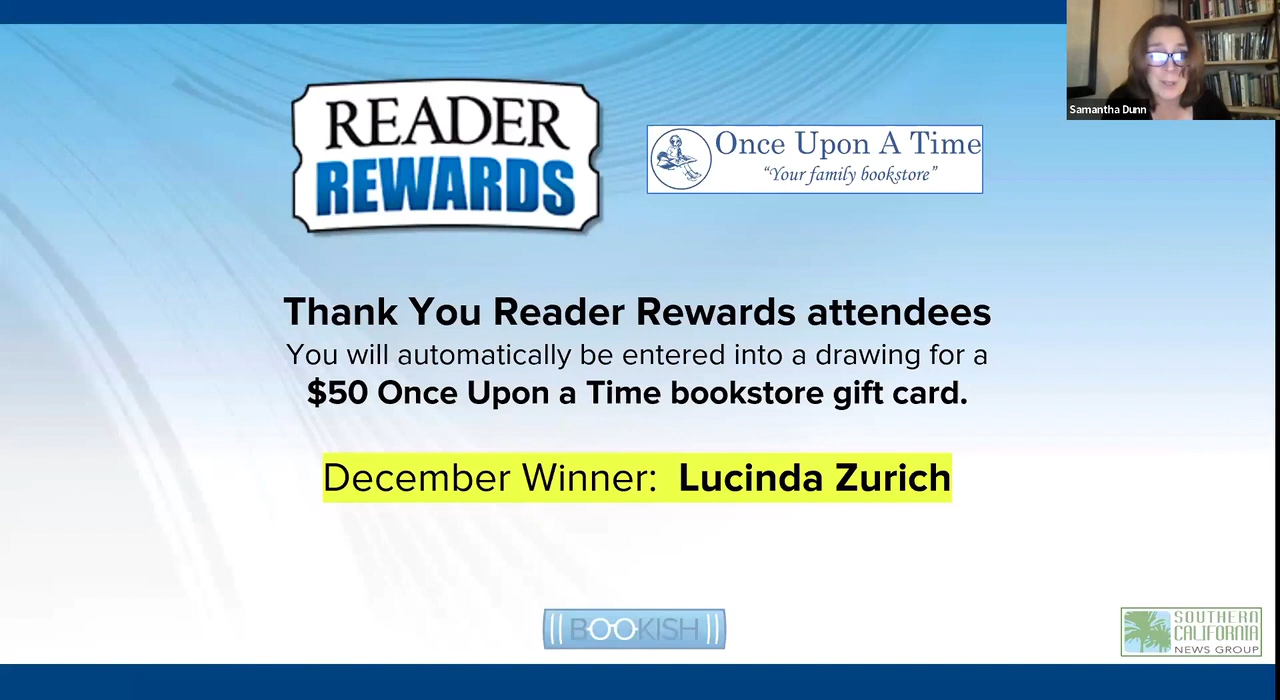 Samantha Dunn
READER
REWARDS
Once Upon A Time
“Your family bookstore”
Thank You Reader Rewards attendees
You will automatically be entered into a drawing for a
$50 Once Upon a Time bookstore gift card.
December Winner: Lucinda Zurich
BOOKISH
SOUTHERN
CALIFORNIA
NEWS GROUP